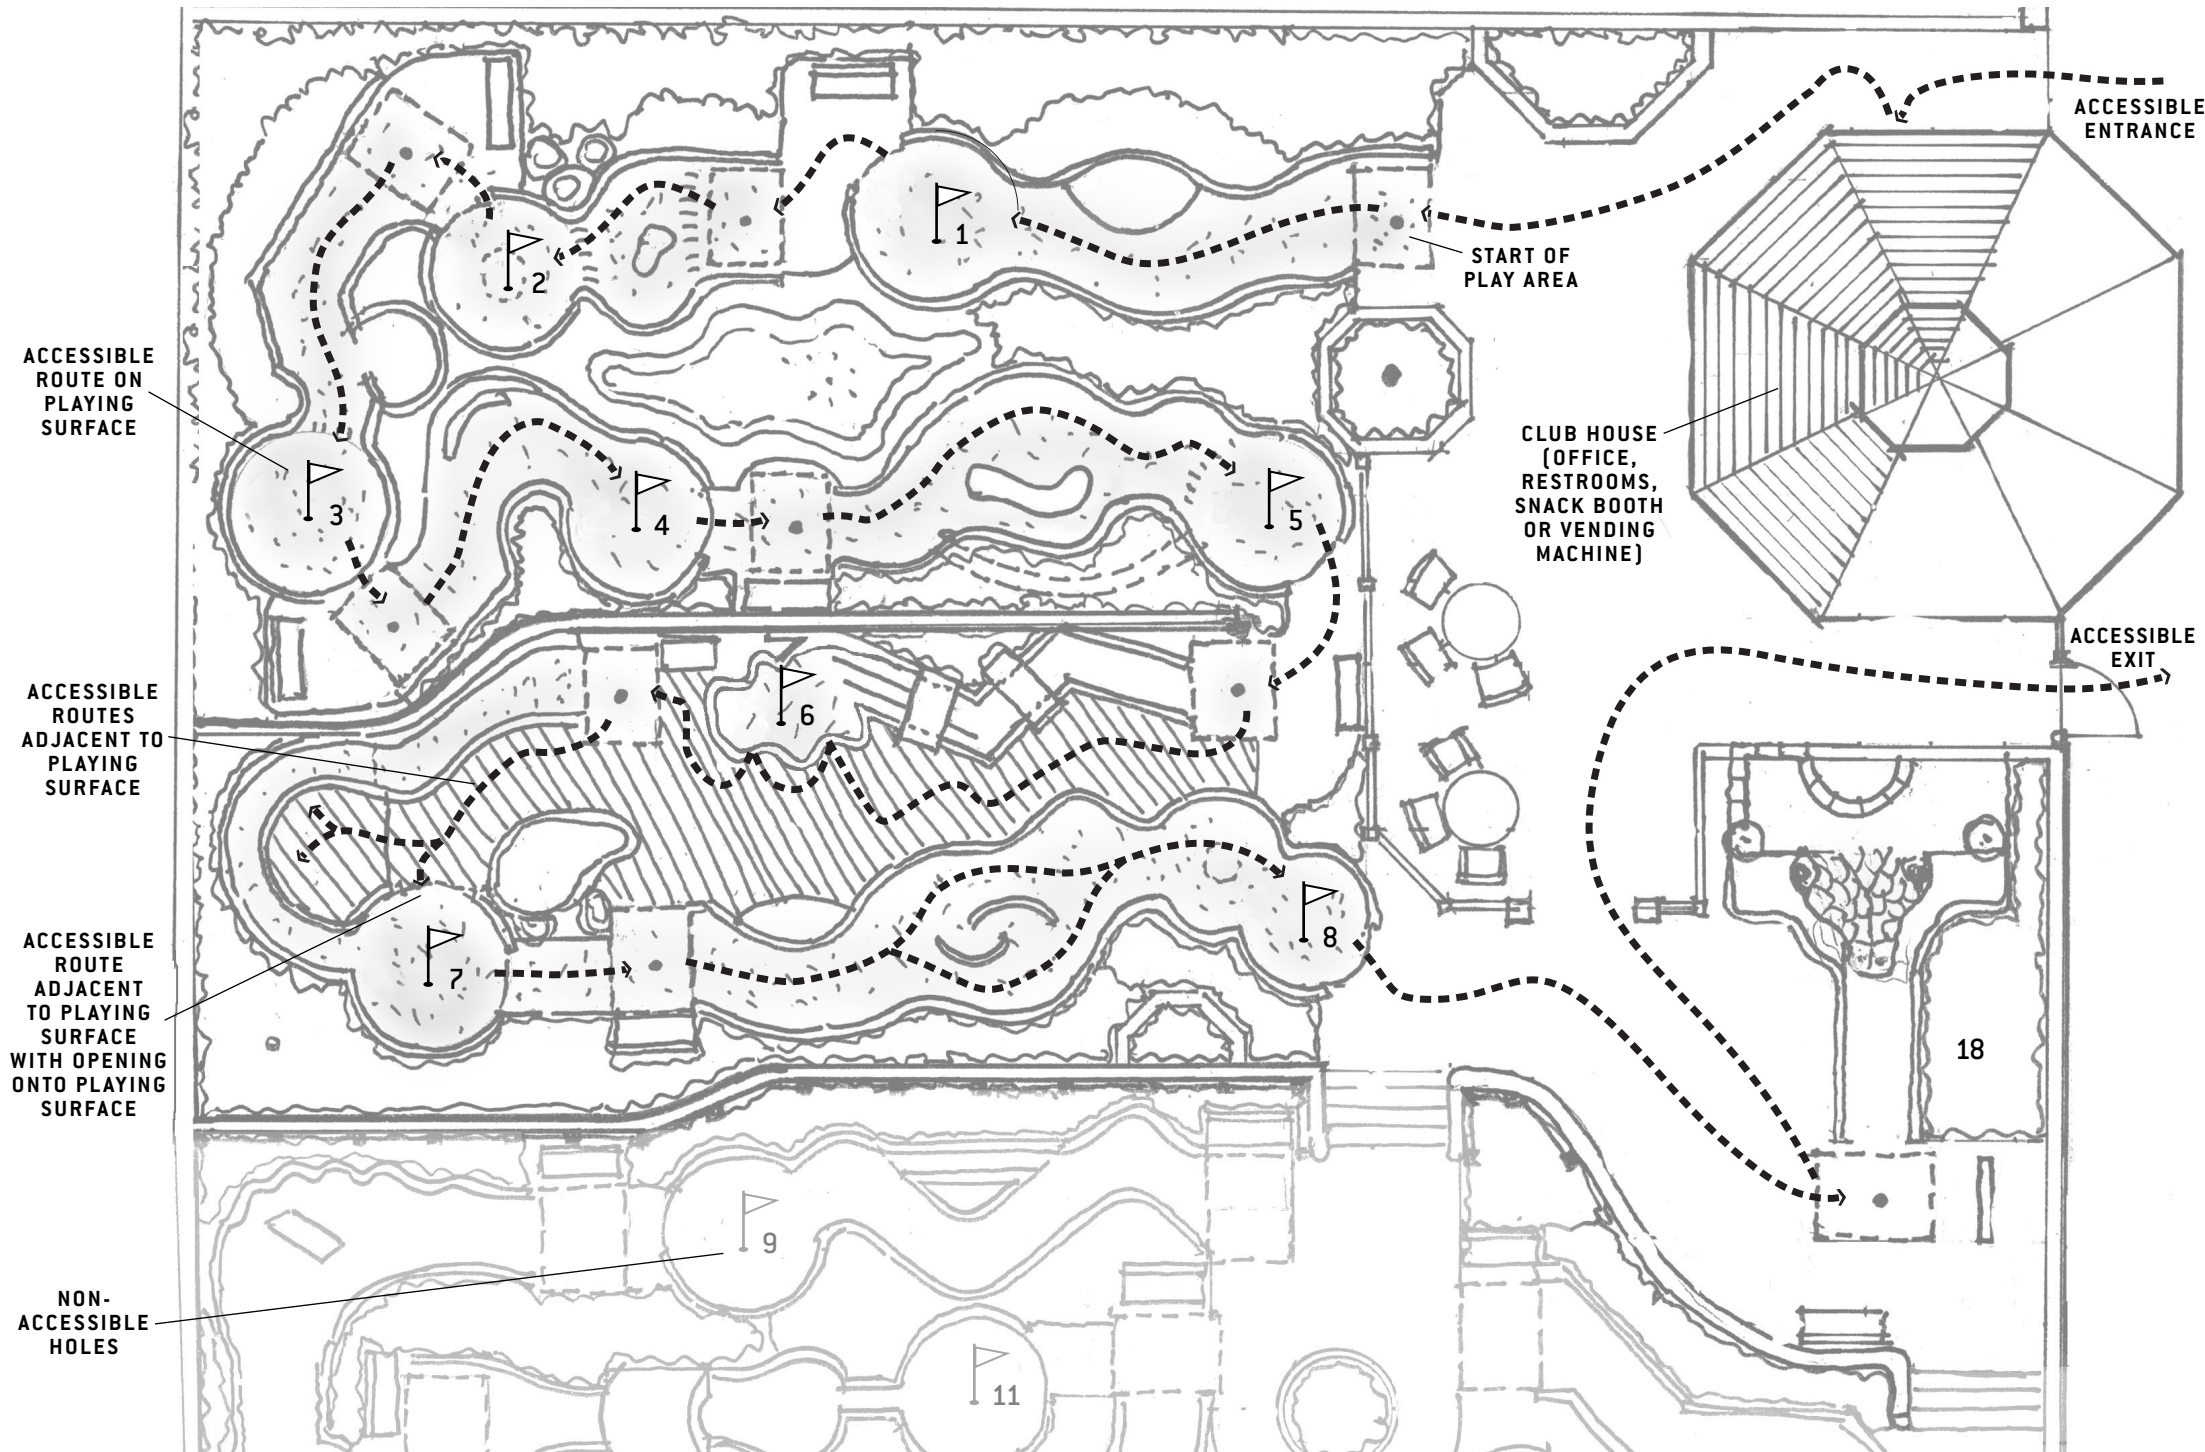 ACCESSIBLE
ENTRANCE
1
START OF
PLAY AREA
2
ACCESSIBLE
ROUTE ON
PLAYING
SURFACE
CLUB HOUSE
(OFFICE,
RESTROOMS,
SNACK BOOTH
OR VENDING
MACHINE)
3
4
5
ACCESSIBLE
EXIT
ACCESSIBLE
ROUTES
ADJACENT TO
PLAYING
SURFACE
6
ACCESSIBLE
ROUTE
ADJACENT
TO PLAYING
SURFACE
WITH OPENING
ONTO PLAYING
SURFACE
7
8
18
9
NON-
ACCESSIBLE
HOLES
11